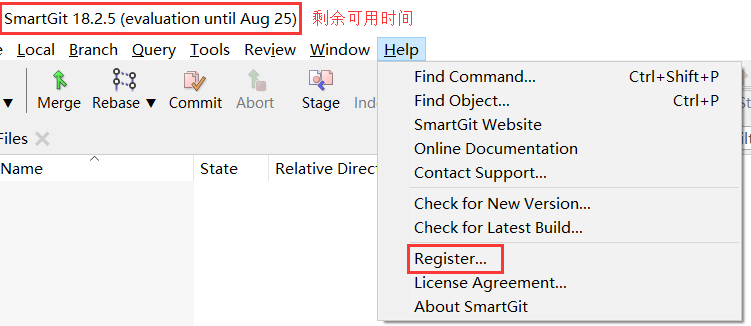 SmartGit 18.2.5 (evaluation until Aug 25) 剩余可用时间
Local Branch Query Tools Review Window Help
Merge Rebase Commit Abort Stage
Files
Name State Relative Direct
Find Command... Ctrl+Shift+P
Find Object... Ctrl+P
SmartGit Website
Online Documentation
Contact Support...
Check for New Version...
Check for Latest Build...
Register...
License Agreement...
About SmartGit